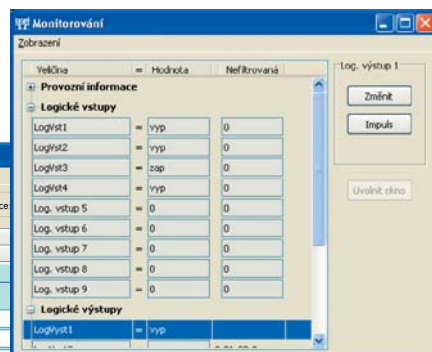 Monitorování
Zobrazení
Veličina = Hodnota Nefiltrovaná
Provozní informace
Logické vstupy
LogVst1 = vyp 0
LogVst2 = vyp 0
LogVst3 = zap 0
LogVst4 = vyp 0
Log. vstup 5 = 0 0
Log. vstup 6 = 0 0
Log. vstup 7 = 0 0
Log. vstup 8 = 0 0
Log. vstup 9 = 0 0
Logické výstupy
LogVyst1 = vyp
Log. výstup 1
Změnit
Impuls
Uvolnit okno